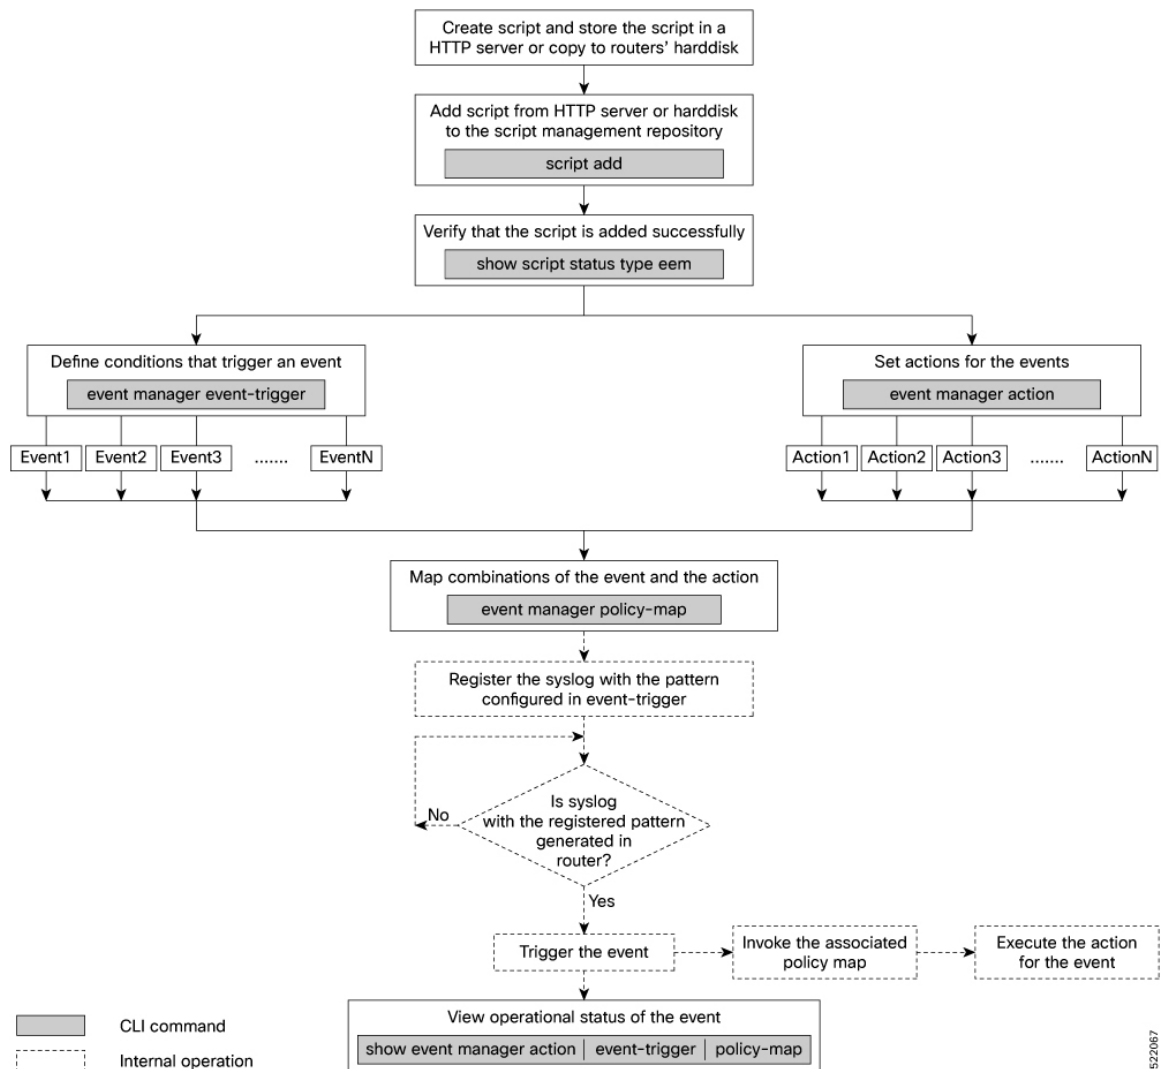 Create script and store the script in a
HTTP server or copy to routers' harddisk
Add script from HTTP server or harddisk
to the script management repository
script add
Verify that the script is added successfully
show script status type eem
Define conditions that trigger an event
event manager event-trigger
Event1 Event2 Event3 ....... EventN
Set actions for the events
event manager action
Action1 Action2 Action3 ....... ActionN
Map combinations of the event and the action
event manager policy-map
Register the syslog with the pattern
configured in event-trigger
Is syslog
with the registered pattern
generated in
router?
No
Yes
Trigger the event
Invoke the associated
policy map
Execute the action
for the event
View operational status of the event
show event manager action | event-trigger | policy-map
CLI command
Internal operation
522067